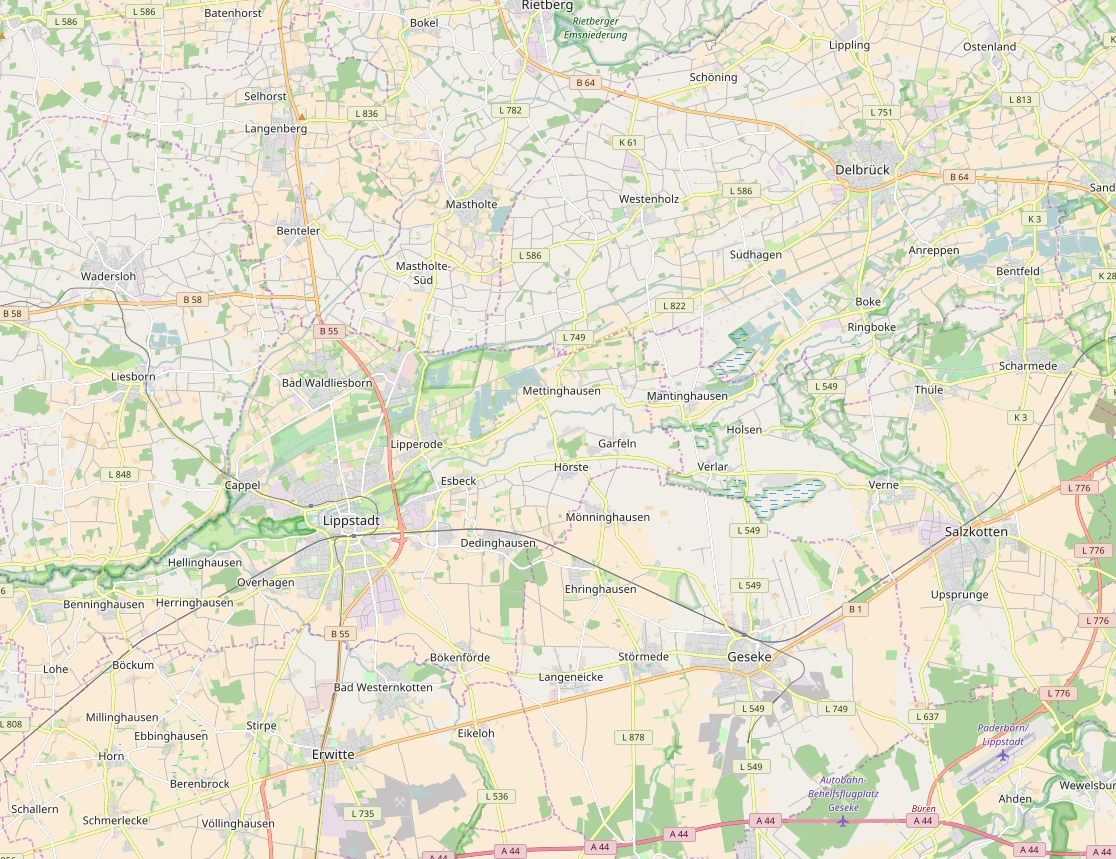 Rietberg
L 586
Batenhorst
L 586
L 586
Bokel
Rietberger
Emsniederung
Lippling
Ostenland
Schöning
B 64
Selhorst
L 836
L 782
L 751
L 813
Langenberg
K 61
Delbrück
B 64
Sand
Mastholte
Westenholz
L 586
K 3
Benteler
Anreppen
L 586
Südhagen
Mastholte-
Süd
Wadersloh
Bentfeld
K 28
B 58
B 58
L 822
Boke
Ringboke
B 55
L 749
Scharmede
Liesborn
Bad Waldliesborn
Mettinghausen
Mantinghausen
L 549
Thüle
K 3
Lipperode
Garfeln
Holsen
L 848
Hörste
Verlar
Cappel
Esbeck
Verne
L 776
Lippstadt
Mönninghausen
L 549
Salzkotten
Dedinghausen
L 776
Hellinghausen
Overhagen
Ehringhausen
L 549
6
Benninghausen
Herringhausen
B 1
Upsprunge
L 776
B 55
Lohe
Böckum
Bökenförde
Störmede
Geseke
Langeneicke
Bad Westernkotten
L 776
L 808
Millinghausen
L 549
L 749
L 637
Stirpe
Ebbinghausen
Eikeloh
L 878
Paderborn/
Lippstadt
Horn
Erwitte
L 549
Berenbrock
Autobahn-
Behelfsflugplatz
Geseke
Wewelsbur
Schallern
L 536
Ahden
Schmerlecke
Völlinghausen
L 735
Büren
A 44
A 44
A 44
A 44
A 44
A 44
A 44
A 44